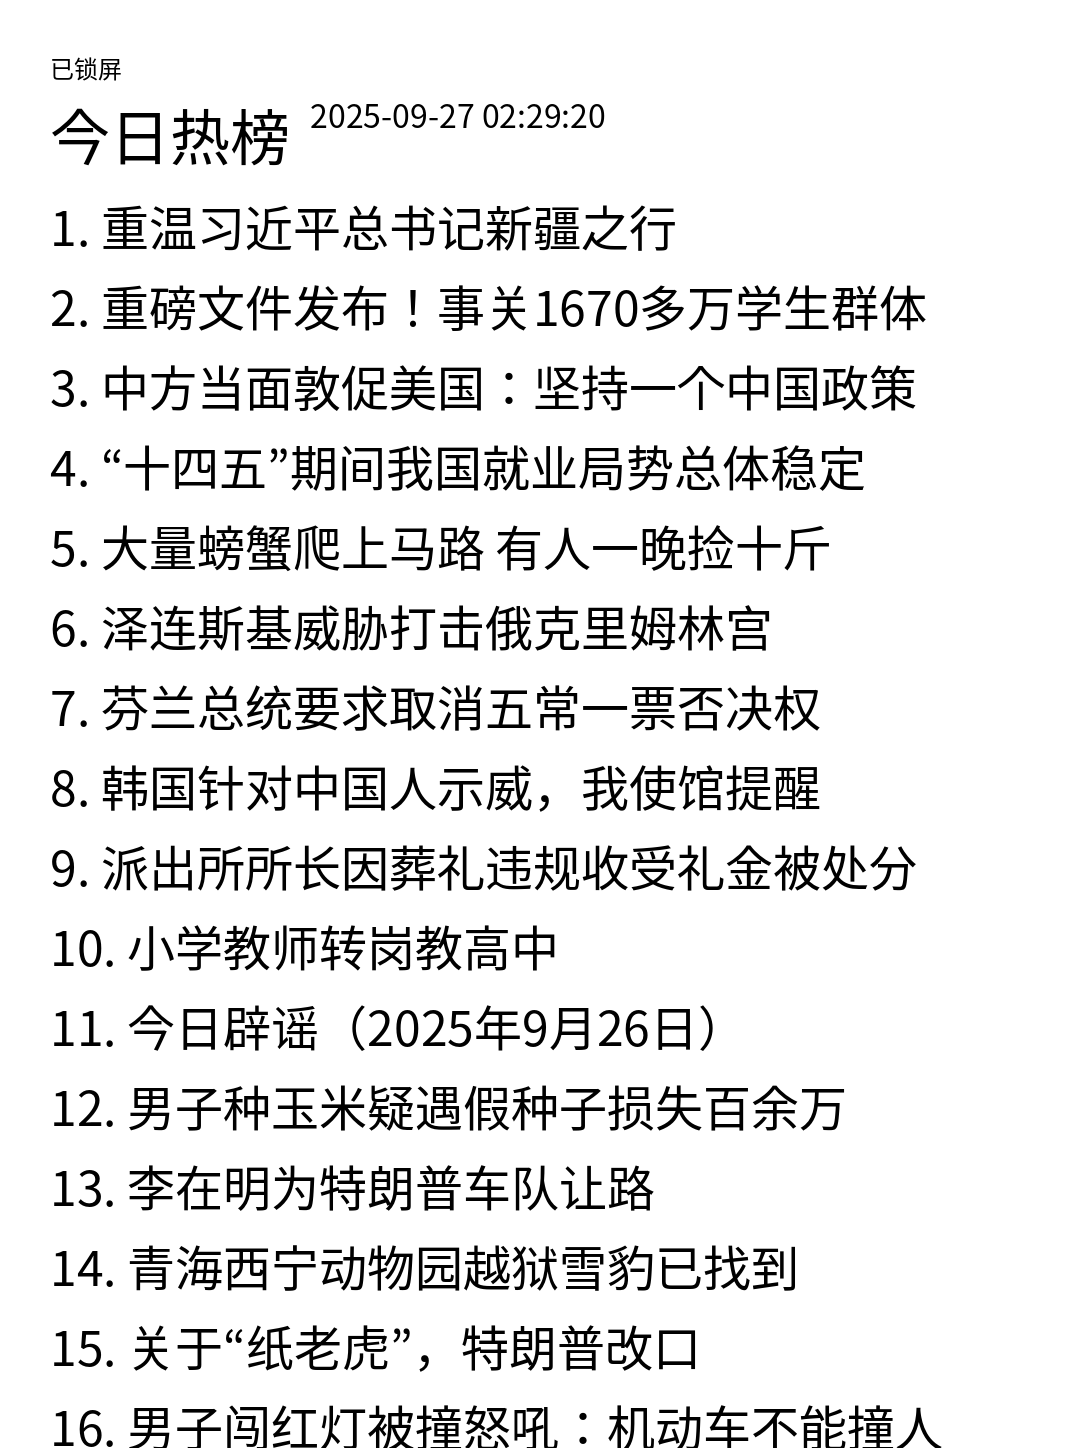 已锁屏
今日热榜 2025-09-27 02:29:20
1. 重温习近平总书记新疆之行
2. 重磅文件发布！事关1670多万学生群体
3. 中方当面敦促美国：坚持一个中国政策
4. “十四五”期间我国就业局势总体稳定
5. 大量螃蟹爬上马路 有人一晚捡十斤
6. 泽连斯基威胁打击俄克里姆林宫
7. 芬兰总统要求取消五常一票否决权
8. 韩国针对中国人示威，我使馆提醒
9. 派出所所长因葬礼违规收受礼金被处分
10. 小学教师转岗教高中
11. 今日辟谣（2025年9月26日）
12. 男子种玉米疑遇假种子损失百余万
13. 李在明为特朗普车队让路
14. 青海西宁动物园越狱雪豹已找到
15. 关于“纸老虎”，特朗普改口
16. 男子闯红灯被撞怒吼：机动车不能撞人